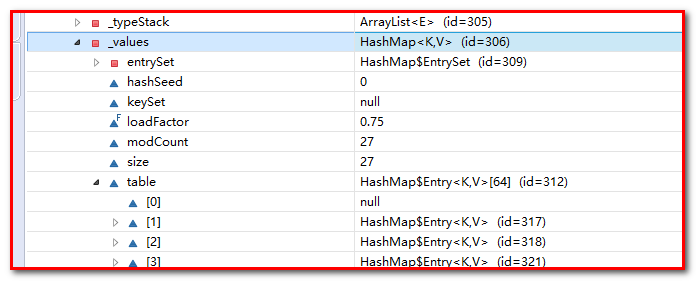 _typeStack ArrayList<E> (id=305)
_values HashMap<K,V> (id=306)
entrySet HashMap$EntrySet (id=309)
hashSeed 0
keySet null
F loadFactor 0.75
modCount 27
size 27
table HashMap$Entry<K,V>[64] (id=312)
[0] null
[1] HashMap$Entry<K,V> (id=317)
[2] HashMap$Entry<K,V> (id=318)
[3] HashMap$Entry<K,V> (id=321)